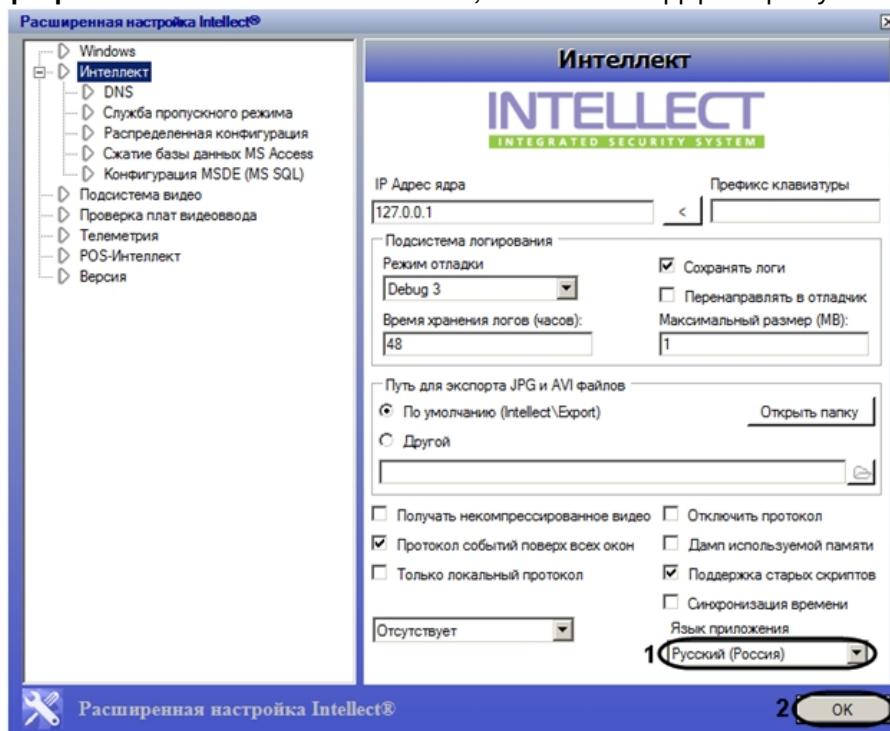 Расширенная настройка Intellect®
Windows
Интеллект
DNS
Служба пропускного режима
Распределенная конфигурация
Сжатие базы данных MS Access
Конфигурация MSDE (MS SQL)
Подсистема видео
Проверка плат видеоввода
Телеметрия
POS-Интеллект
Версия
Интеллект
INTELLECT
INTEGRATED SECURITY SYSTEM
IP Адрес ядра
Префикс клавиатуры
127.0.0.1
<
Подсистема логирования
Режим отладки
Сохранять логи
Debug 3
Перенаправлять в отладчик
Время хранения логов (часов):
Максимальный размер (MB):
48
1
Путь для экспорта JPG и AVI файлов
По умолчанию (Intellect\Export)
Открыть папку
Другой
Получать некомпрессированное видео
Отключить протокол
Протокол событий поверх всех окон
Дамп используемой памяти
Только локальный протокол
Поддержка старых скриптов
Синхронизация времени
Отсутствует
Язык приложения
1
Русский (Россия)
Расширенная настройка Intellect®
2
OK